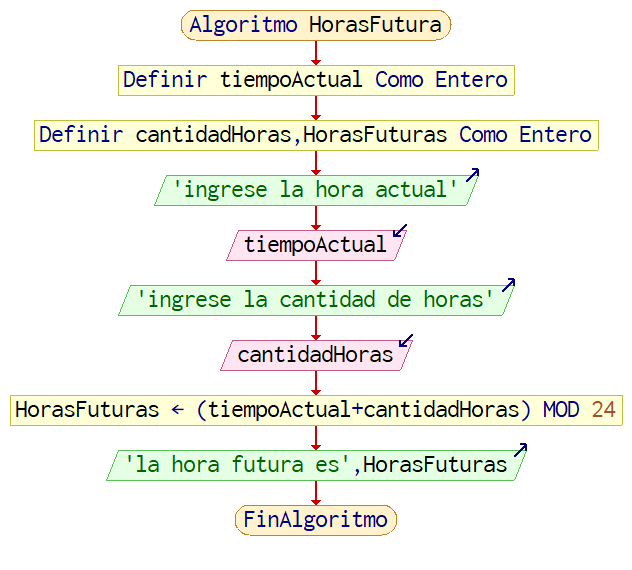 Algoritmo HorasFutura
Definir tiempoActual Como Entero
Definir cantidadHoras,HorasFuturas Como Entero
'ingrese la hora actual'
tiempoActual
'ingrese la cantidad de horas'
cantidadHoras
HorasFuturas ← (tiempoActual+cantidadHoras) MOD 24
'la hora futura es',HorasFuturas
FinAlgoritmo